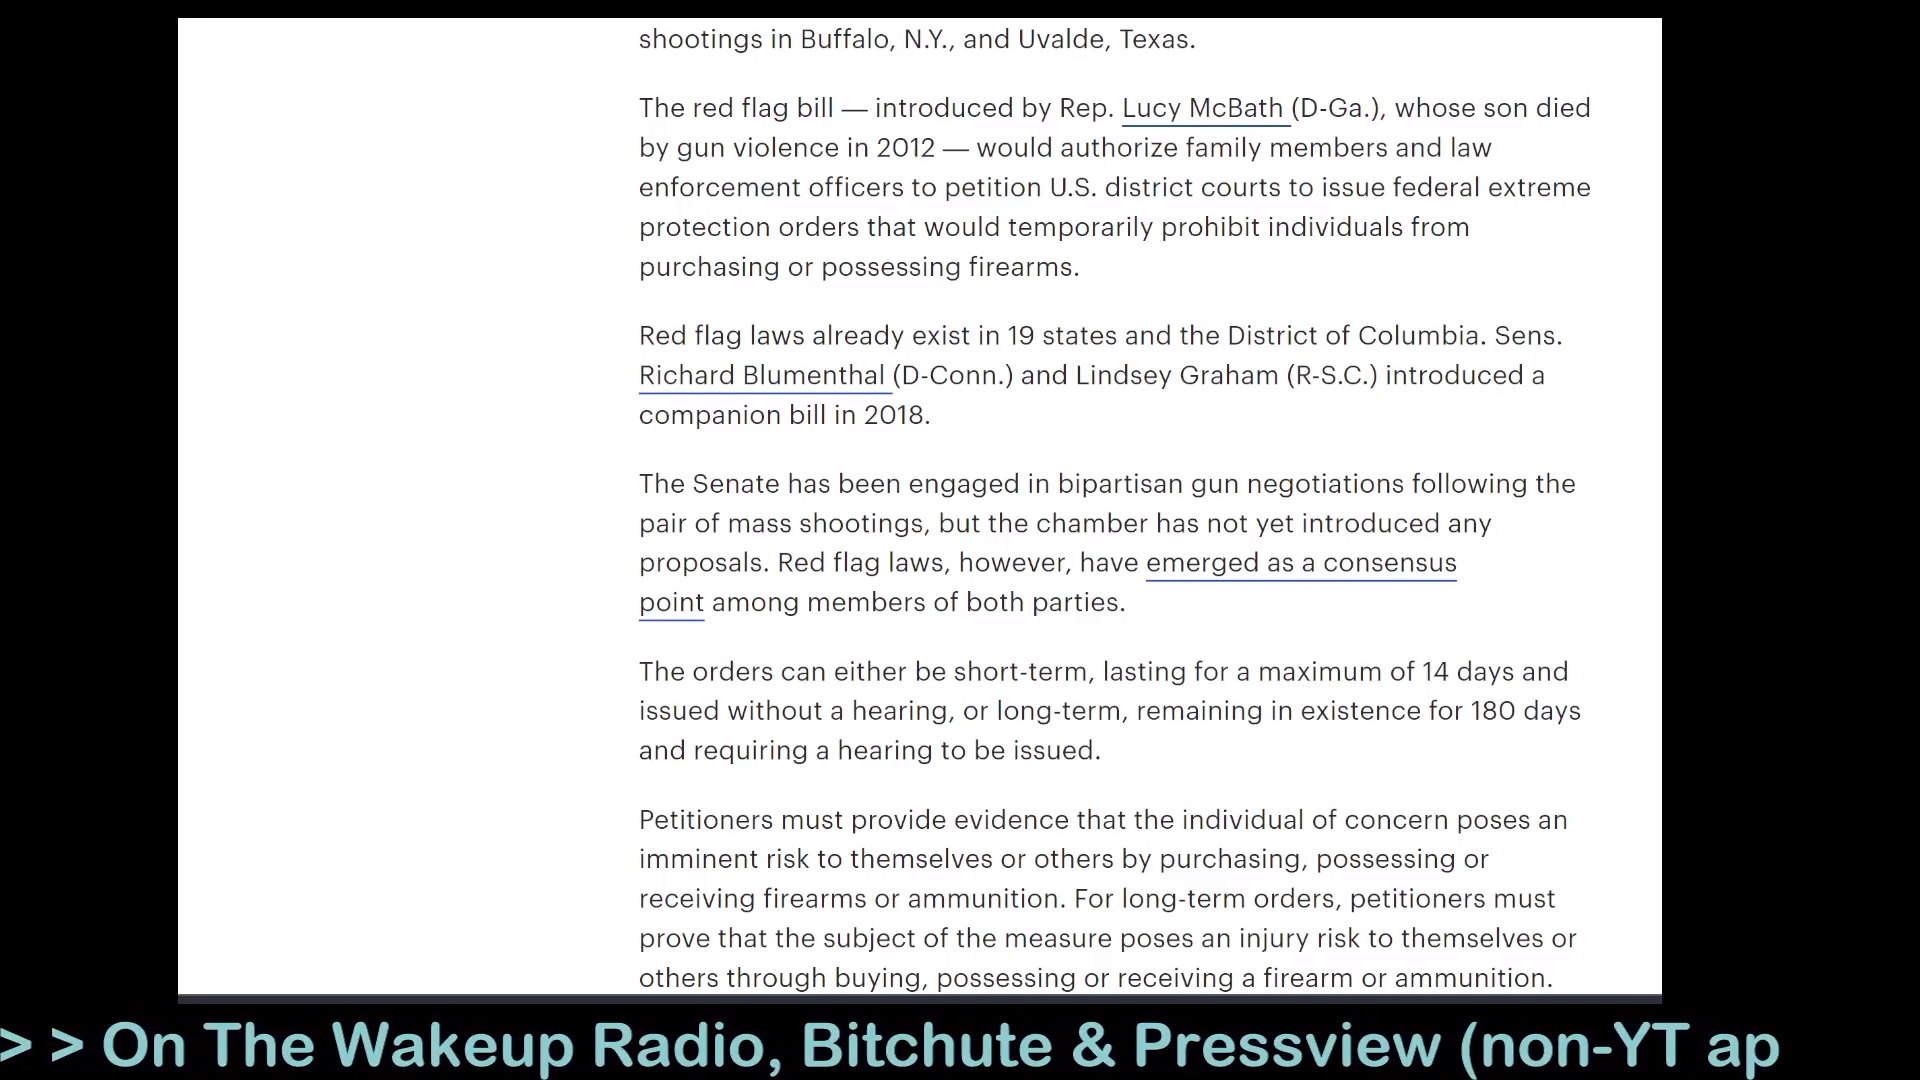 shootings in Buffalo, N.Y., and Uvalde, Texas.
The red flag bill — introduced by Rep. Lucy McBath (D-Ga.), whose son died
by gun violence in 2012 — would authorize family members and law
enforcement officers to petition U.S. district courts to issue federal extreme
protection orders that would temporarily prohibit individuals from
purchasing or possessing firearms.
Red flag laws already exist in 19 states and the District of Columbia. Sens.
Richard Blumenthal (D-Conn.) and Lindsey Graham (R-S.C.) introduced a
companion bill in 2018.
The Senate has been engaged in bipartisan gun negotiations following the
pair of mass shootings, but the chamber has not yet introduced any
proposals. Red flag laws, however, have emerged as a consensus
point among members of both parties.
The orders can either be short-term, lasting for a maximum of 14 days and
issued without a hearing, or long-term, remaining in existence for 180 days
and requiring a hearing to be issued.
Petitioners must provide evidence that the individual of concern poses an
imminent risk to themselves or others by purchasing, possessing or
receiving firearms or ammunition. For long-term orders, petitioners must
prove that the subject of the measure poses an injury risk to themselves or
others through buying, possessing or receiving a firearm or ammunition.
> > On The Wakeup Radio, Bitchute & Pressview (non-YT ap